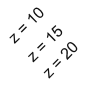 z = 10
z = 15
z = 20